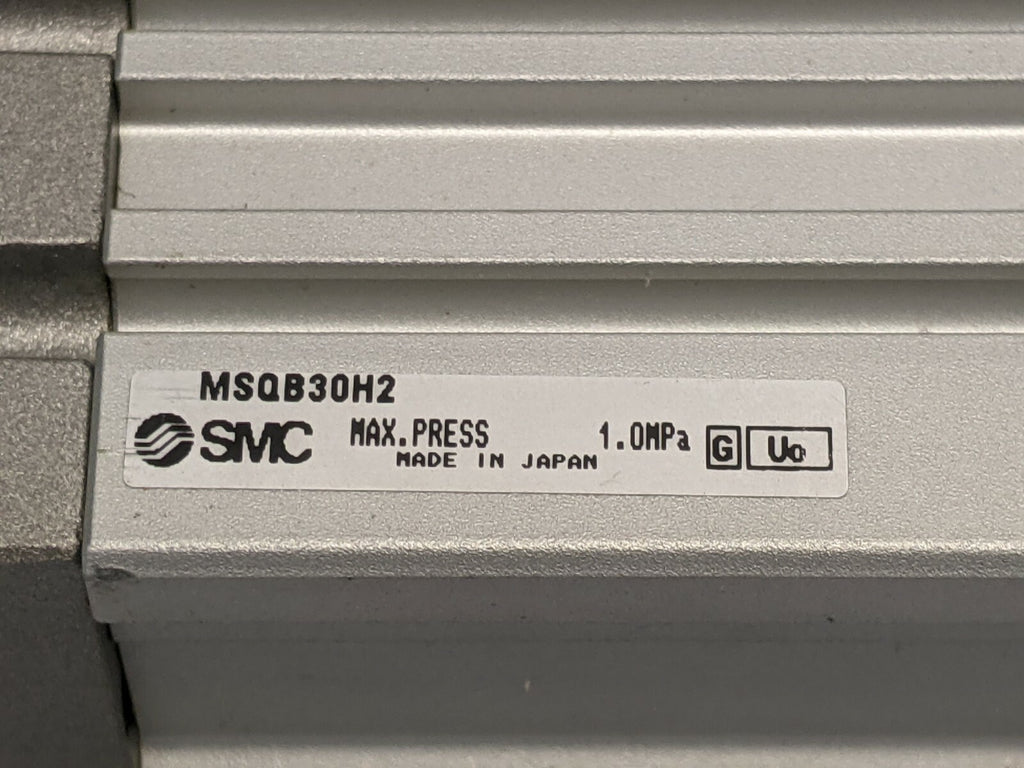 MSQB30H2
SMC MAX.PRESS 1.0MPa G Uo
MADE IN JAPAN